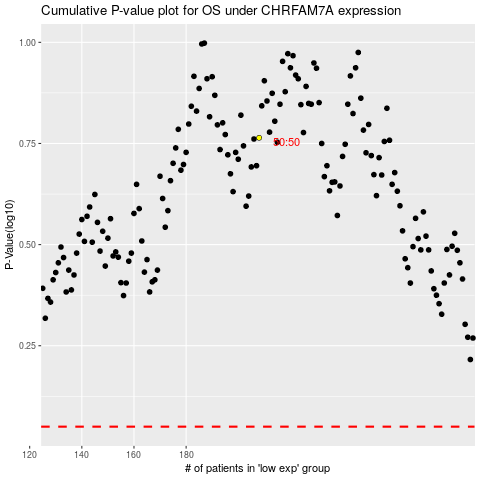 Cumulative P-value plot for OS under CHRFAM7A expression
P-Value(log10)
1.00
0.75
0.50
0.25
50:50
120 140 160 180
# of patients in 'low exp' group